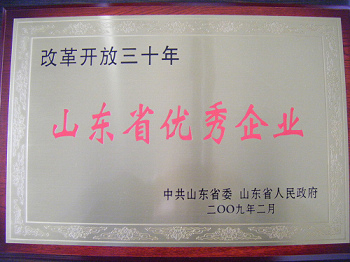 改革开放三十年
山东省优秀企业
中共山东省委 山东省人民政府
二〇〇九年二月